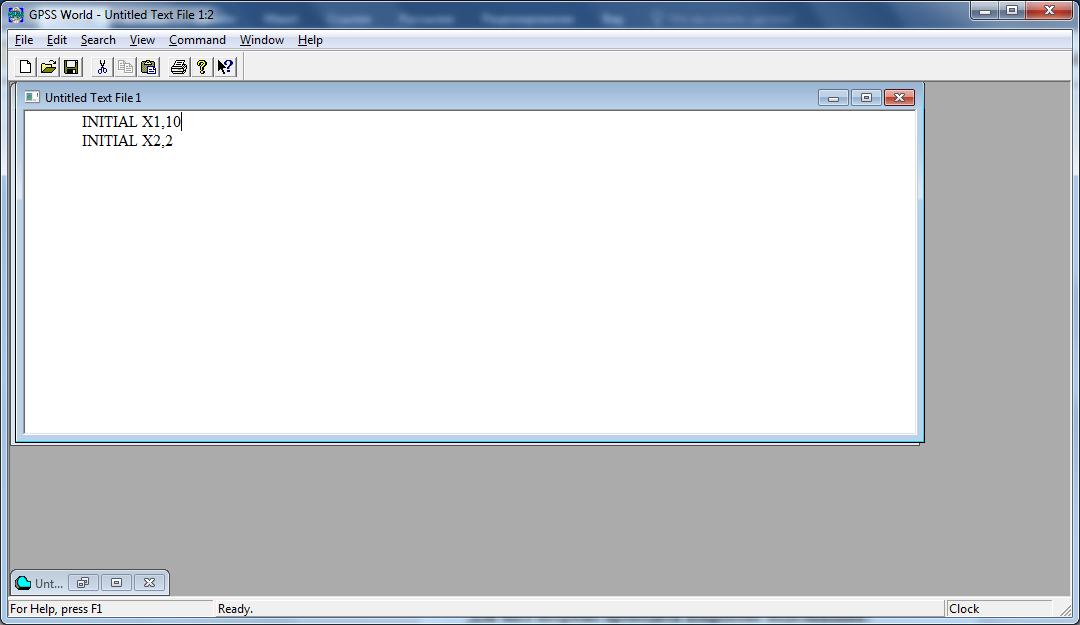 GPSS World - Untitled Text File 1:2
File Edit Search View Command Window Help
Untitled Text File 1
INITIAL X1,10
INITIAL X2,2
Unt...
For Help, press F1 Ready. Clock